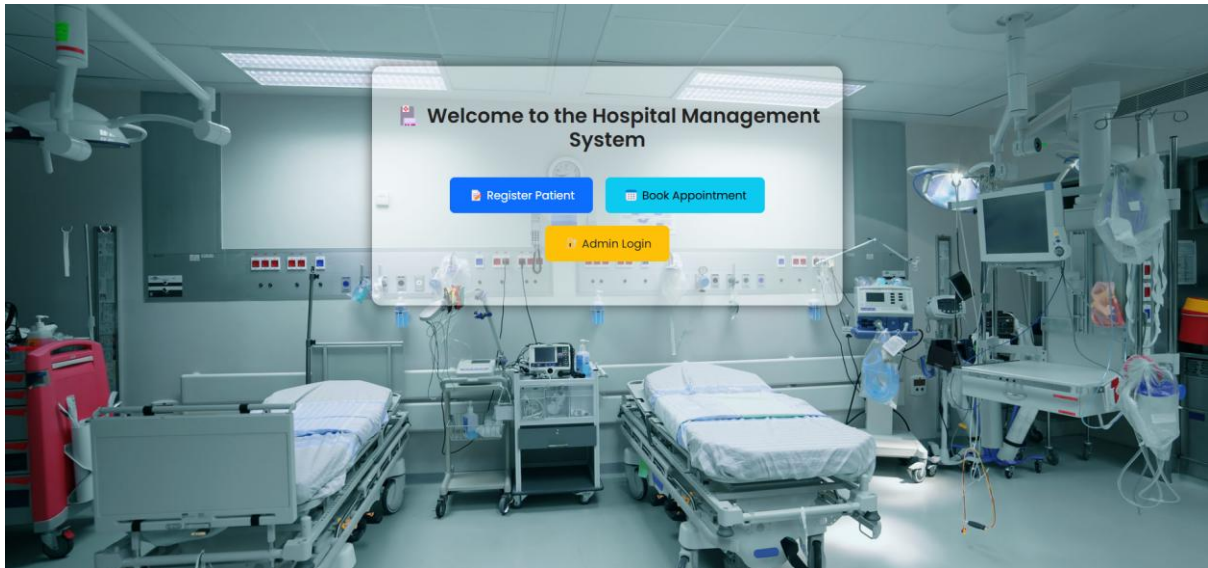 Welcome to the Hospital Management
System
Register Patient
Book Appointment
Admin Login